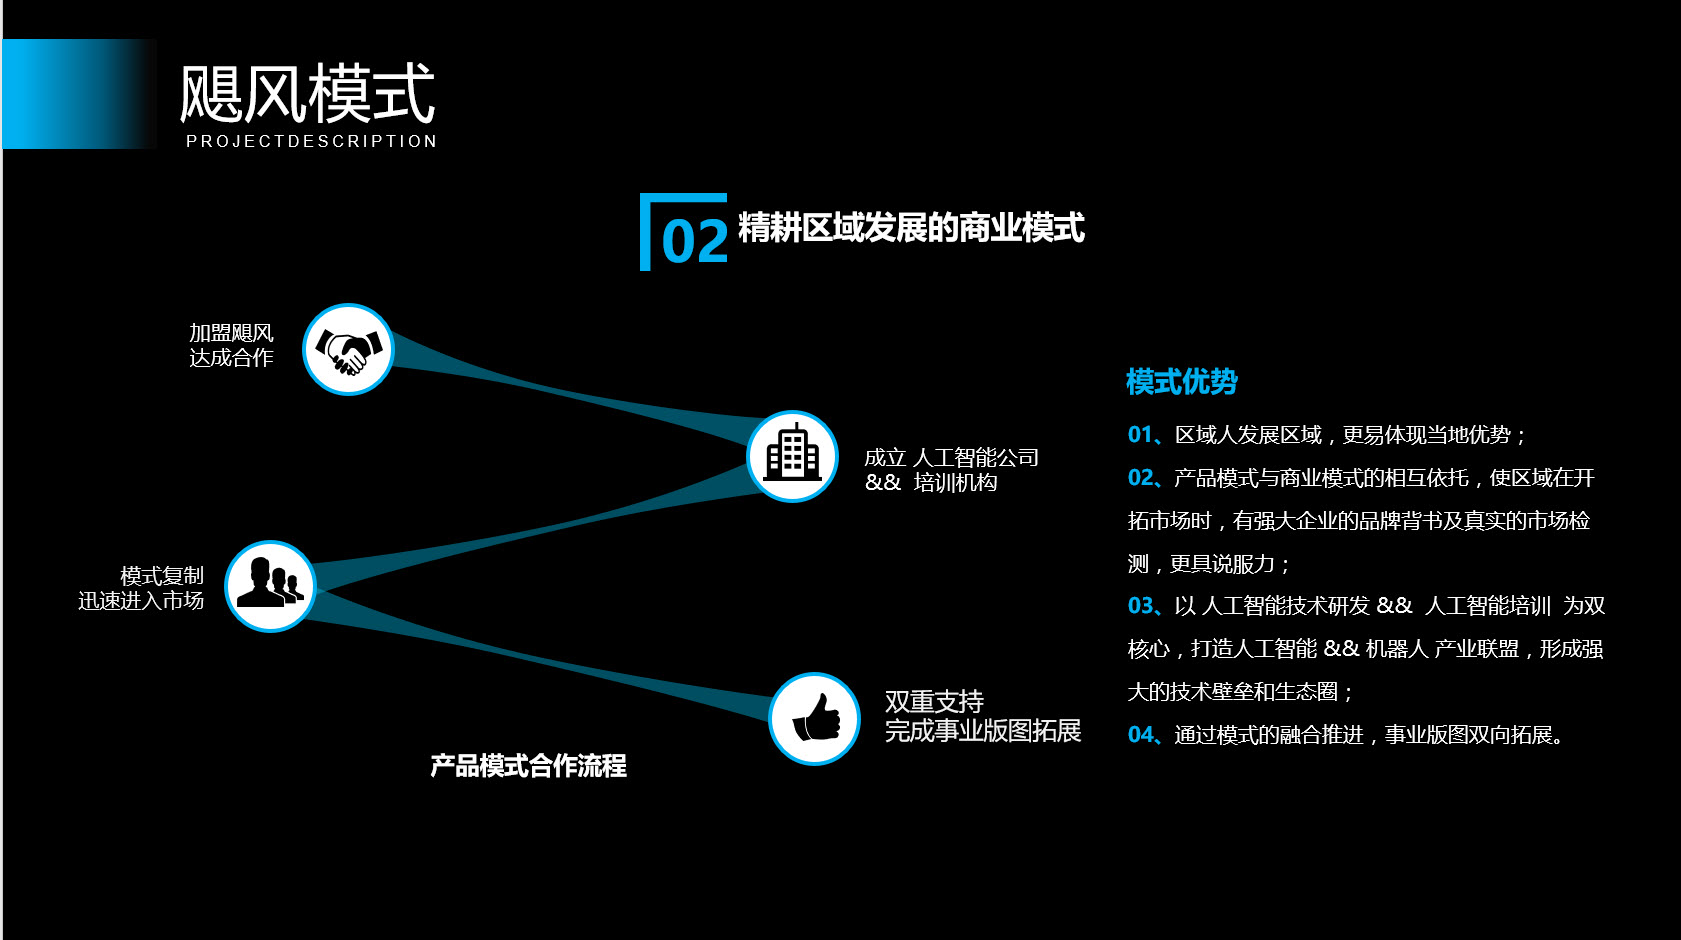 飓风模式
PROJECTDESCRIPTION
02 精耕区域发展的商业模式
加盟飓风
达成合作
成立 人工智能公司
&& 培训机构
模式复制
迅速进入市场
双重支持
完成事业版图拓展
产品模式合作流程
模式优势
01、区域人发展区域，更易体现当地优势；
02、产品模式与商业模式的相互依托，使区域在开
拓市场时，有强大企业的品牌背书及真实的市场检
测，更具说服力；
03、以 人工智能技术研发 && 人工智能培训 为双
核心，打造人工智能 && 机器人 产业联盟，形成强
大的技术壁垒和生态圈；
04、通过模式的融合推进，事业版图双向拓展。